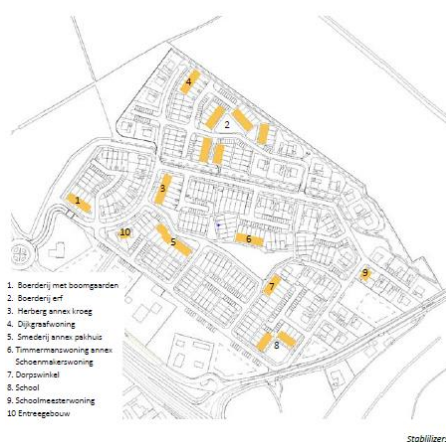 4
2
1
3
10
5
6
9
7
8
1. Boerderij met boomgaarden
2. Boerderij erf
3. Herberg annex kroeg
4. Dijkgraafwoning
5. Smederij annex pakhuis
6. Timmermanswoning annex
Schoenmakerswoning
7. Dorpswinkel
8. School
9. Schoolmeesterwoning
10 Entreegebouw
Stablilizer